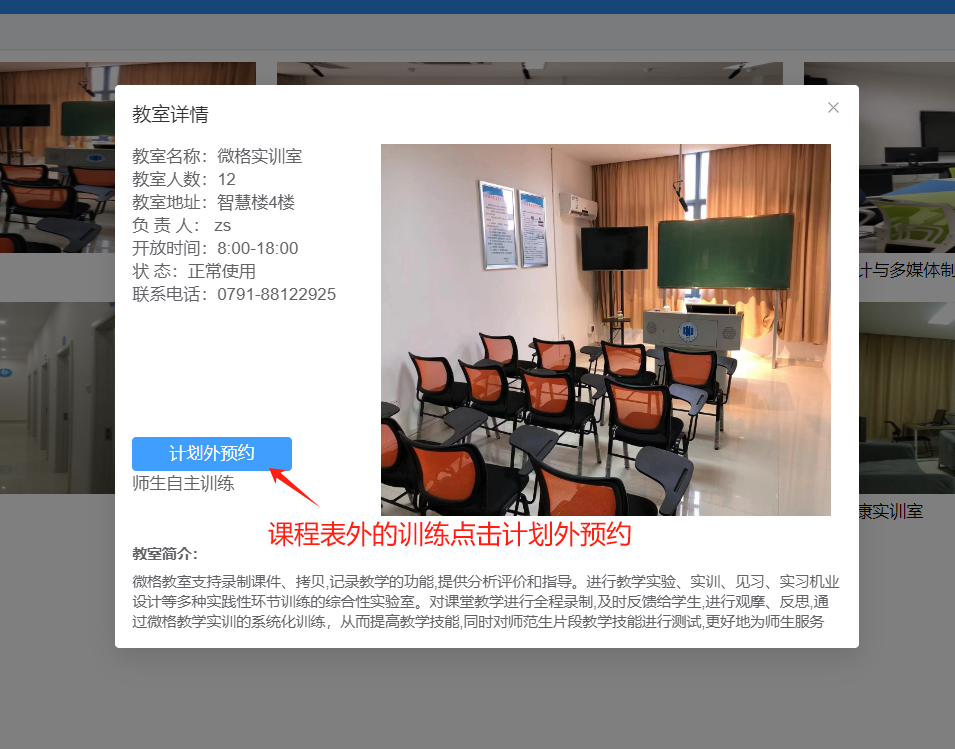 教室详情
教室名称：微格实训室
教室人数：12
教室地址：智慧楼4楼
负 责 人： zs
开放时间：8:00-18:00
状 态：正常使用
联系电话：0791-88122925
计划外预约
师生自主训练
课程表外的训练点击计划外预约
教室简介：
微格教室支持录制课件、拷贝,记录教学的功能,提供分析评价和指导。进行教学实验、实训、见习、实习机业
设计等多种实践性环节训练的综合性实验室。对课堂教学进行全程录制,及时反馈给学生,进行观摩、反思,通
过微格教学实训的系统化训练，从而提高教学技能,同时对师范生片段教学技能进行测试,更好地为师生服务
计与多媒体制
康实训室